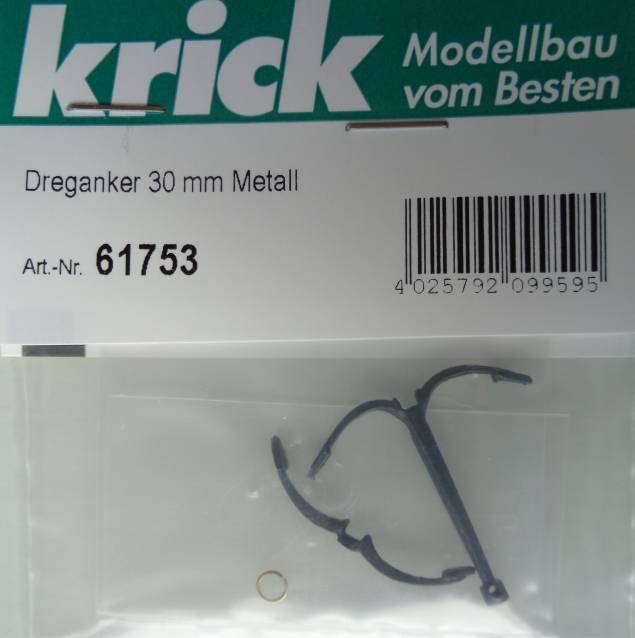 krick
Modellbau
vom Besten
Dreganker 30 mm Metall
Art.-Nr. 61753
4 025792 099595